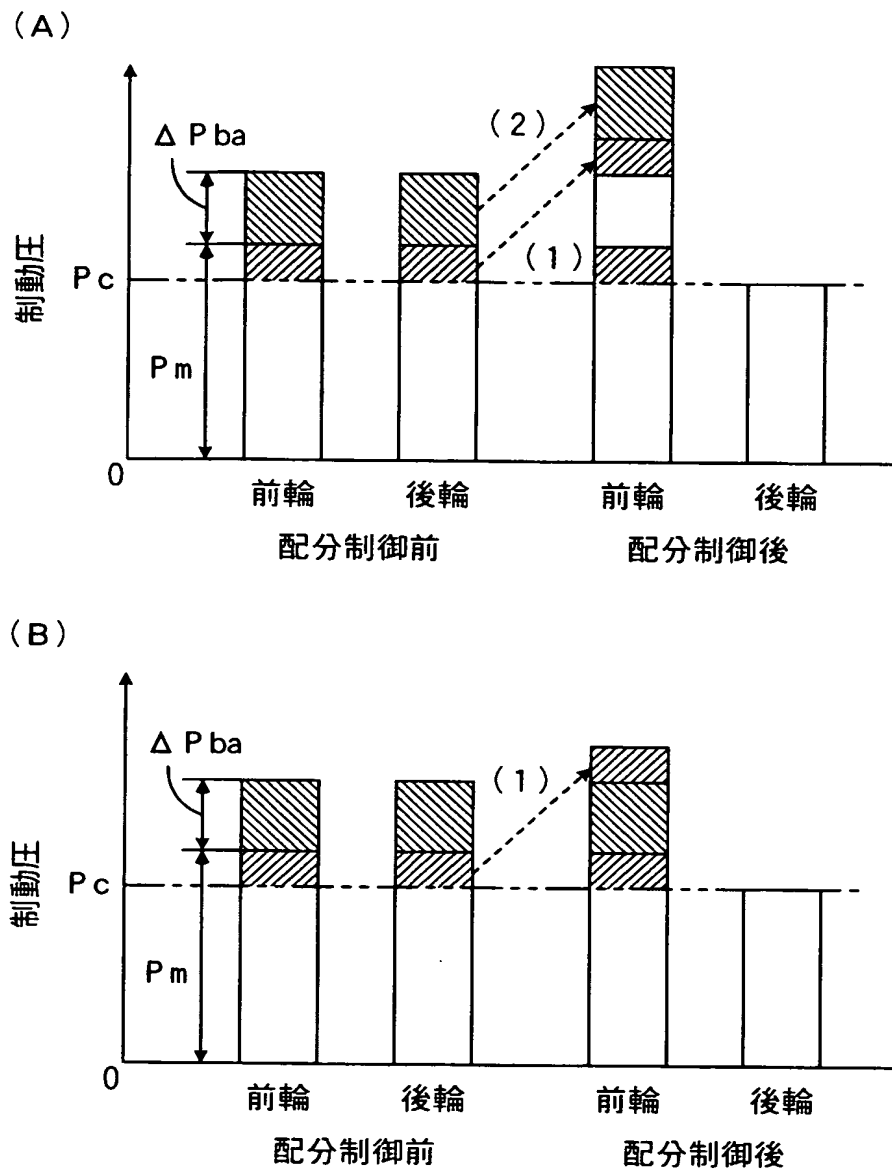 (A)
Δ Pba
(2)
(1)
Pc
制動圧
Pm
0
前輪 後輪 前輪 後輪
配分制御前 配分制御後
(B)
Δ Pba
(1)
Pc
制動圧
Pm
0
前輪 後輪 前輪 後輪
配分制御前 配分制御後